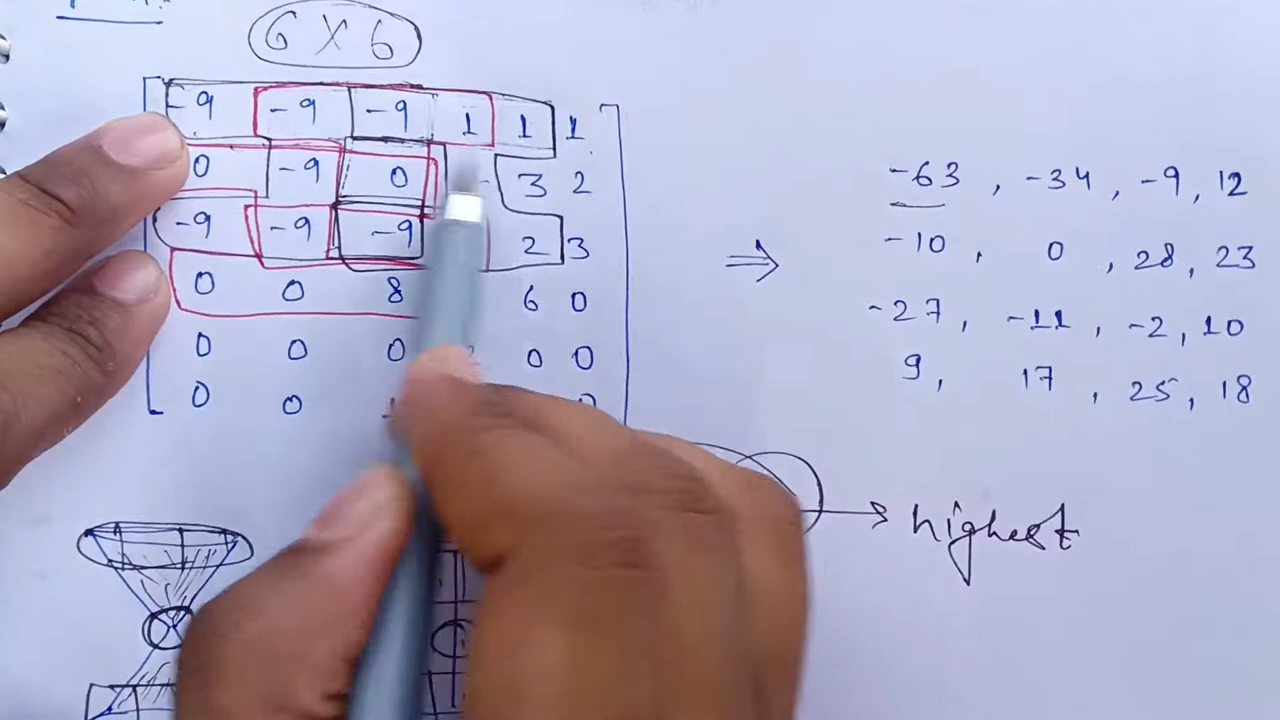 6 X 6
-9 -9 -9 1 1 1
0 -9 0 3 2
-9 -9 -9 2 3
0 0 8 6 0
0 0 0 0 0
0 0
-63 , -34 , -9 , 12
-10 , 0 , 28 , 23
-27 , -11 , -2 , 10
9 , 17 , 25 , 18
⇒
→ highest